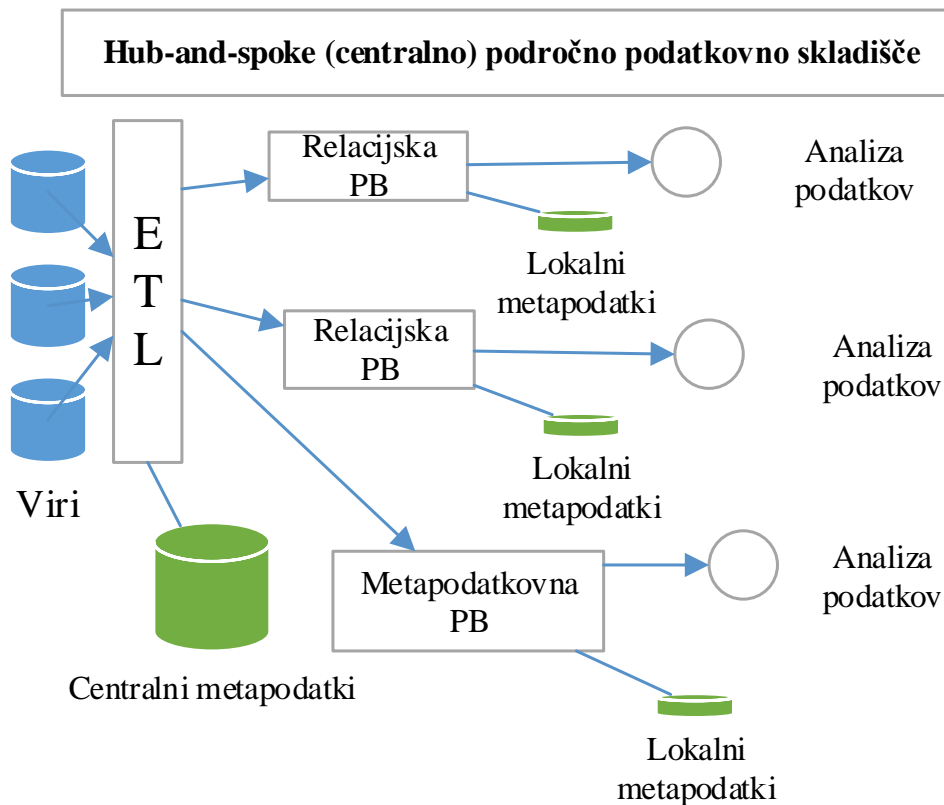 Hub-and-spoke (centralno) področno podatkovno skladišče
E
T
L
Viri
Relacijska
PB
Analiza
podatkov
Lokalni
metapodatki
Relacijska
PB
Analiza
podatkov
Lokalni
metapodatki
Centralni metapodatki
Metapodatkovna
PB
Analiza
podatkov
Lokalni
metapodatki